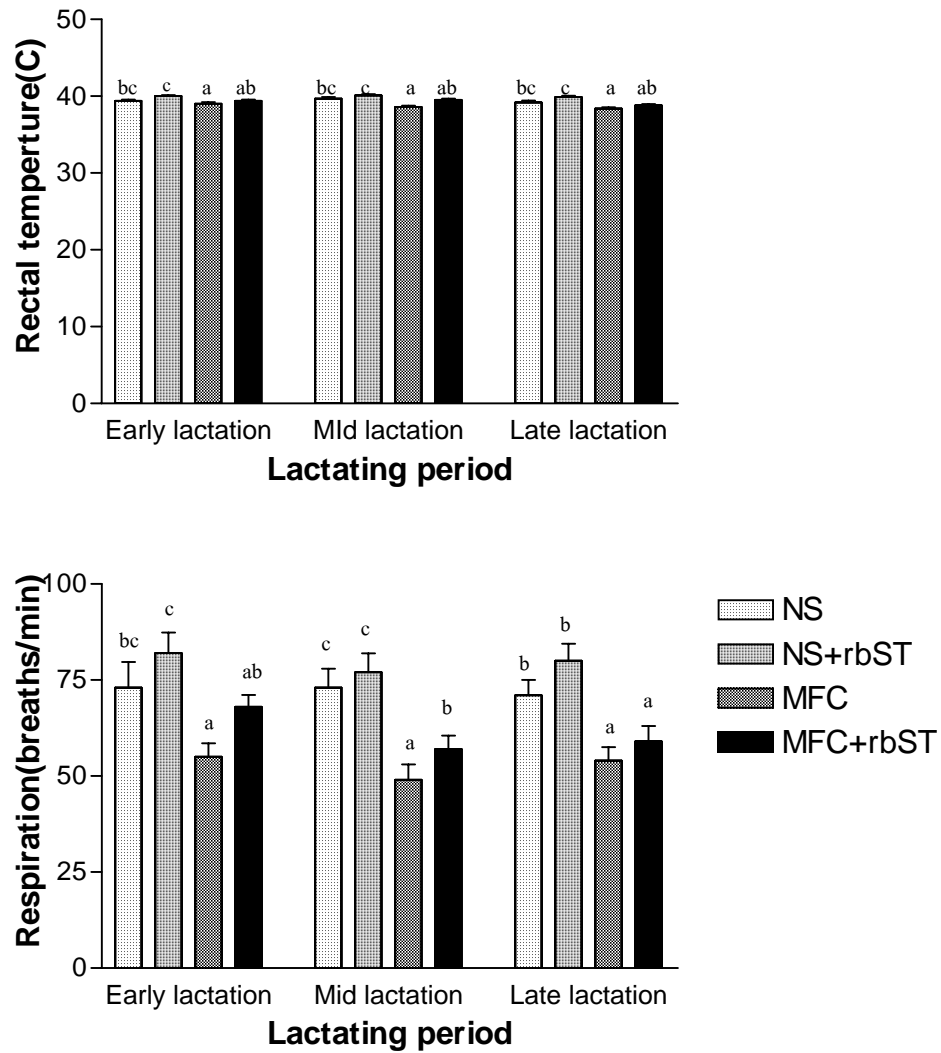 Rectal temperture(C)
50
40
30
20
10
0
bc c a ab bc c a ab bc c a ab
Early lactation MId lactation Late lactation
Lactating period
Respiration(breaths/min)
100
75
50
25
0
bc c a ab c c a b b b a a
Early lactation Mid lactation Late lactation
Lactating period
NS
NS+rbST
MFC
MFC+rbST